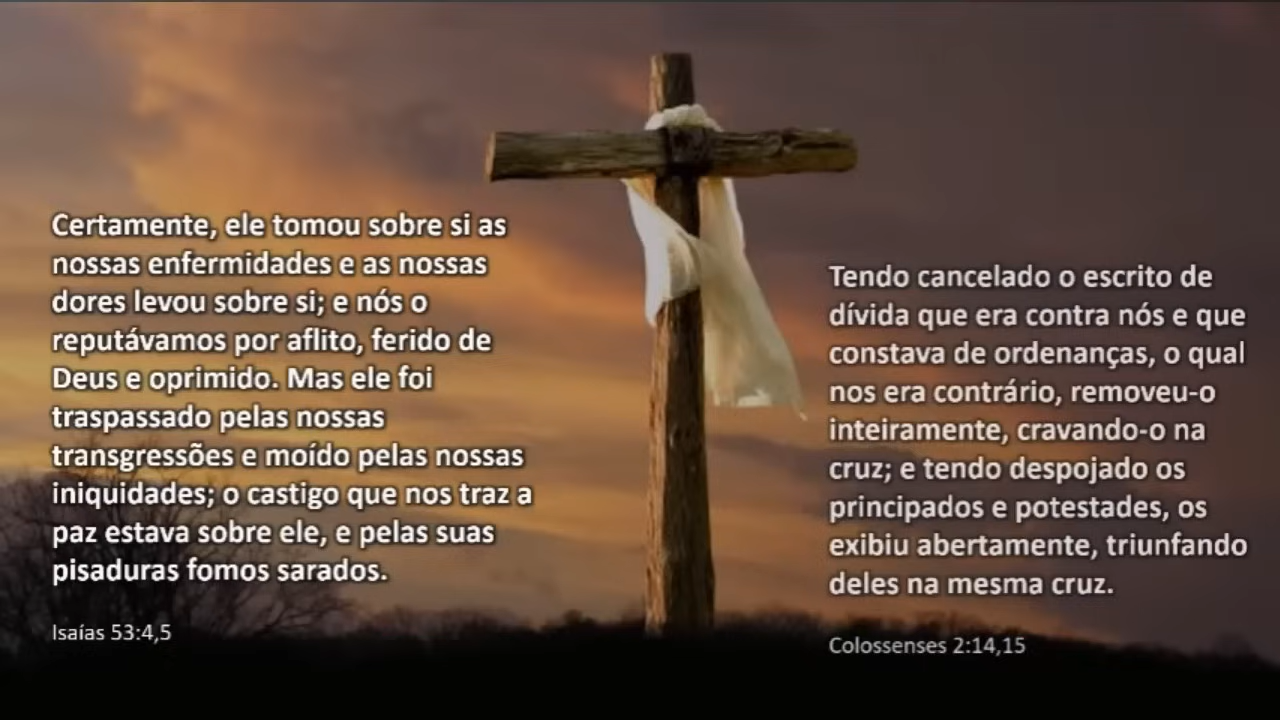 Certamente, ele tomou sobre si as
nossas enfermidades e as nossas
dores levou sobre si; e nós o
reputávamos por aflito, ferido de
Deus e oprimido. Mas ele foi
traspassado pelas nossas
transgressões e moído pelas nossas
iniquidades; o castigo que nos traz a
paz estava sobre ele, e pelas suas
pisaduras fomos sarados.
Isaías 53:4,5
Tendo cancelado o escrito de
dívida que era contra nós e que
constava de ordenanças, o qual
nos era contrário, removeu-o
inteiramente, cravando-o na
cruz; e tendo despojado os
principados e potestades, os
exibiu abertamente, triunfando
deles na mesma cruz.
Colossenses 2:14,15